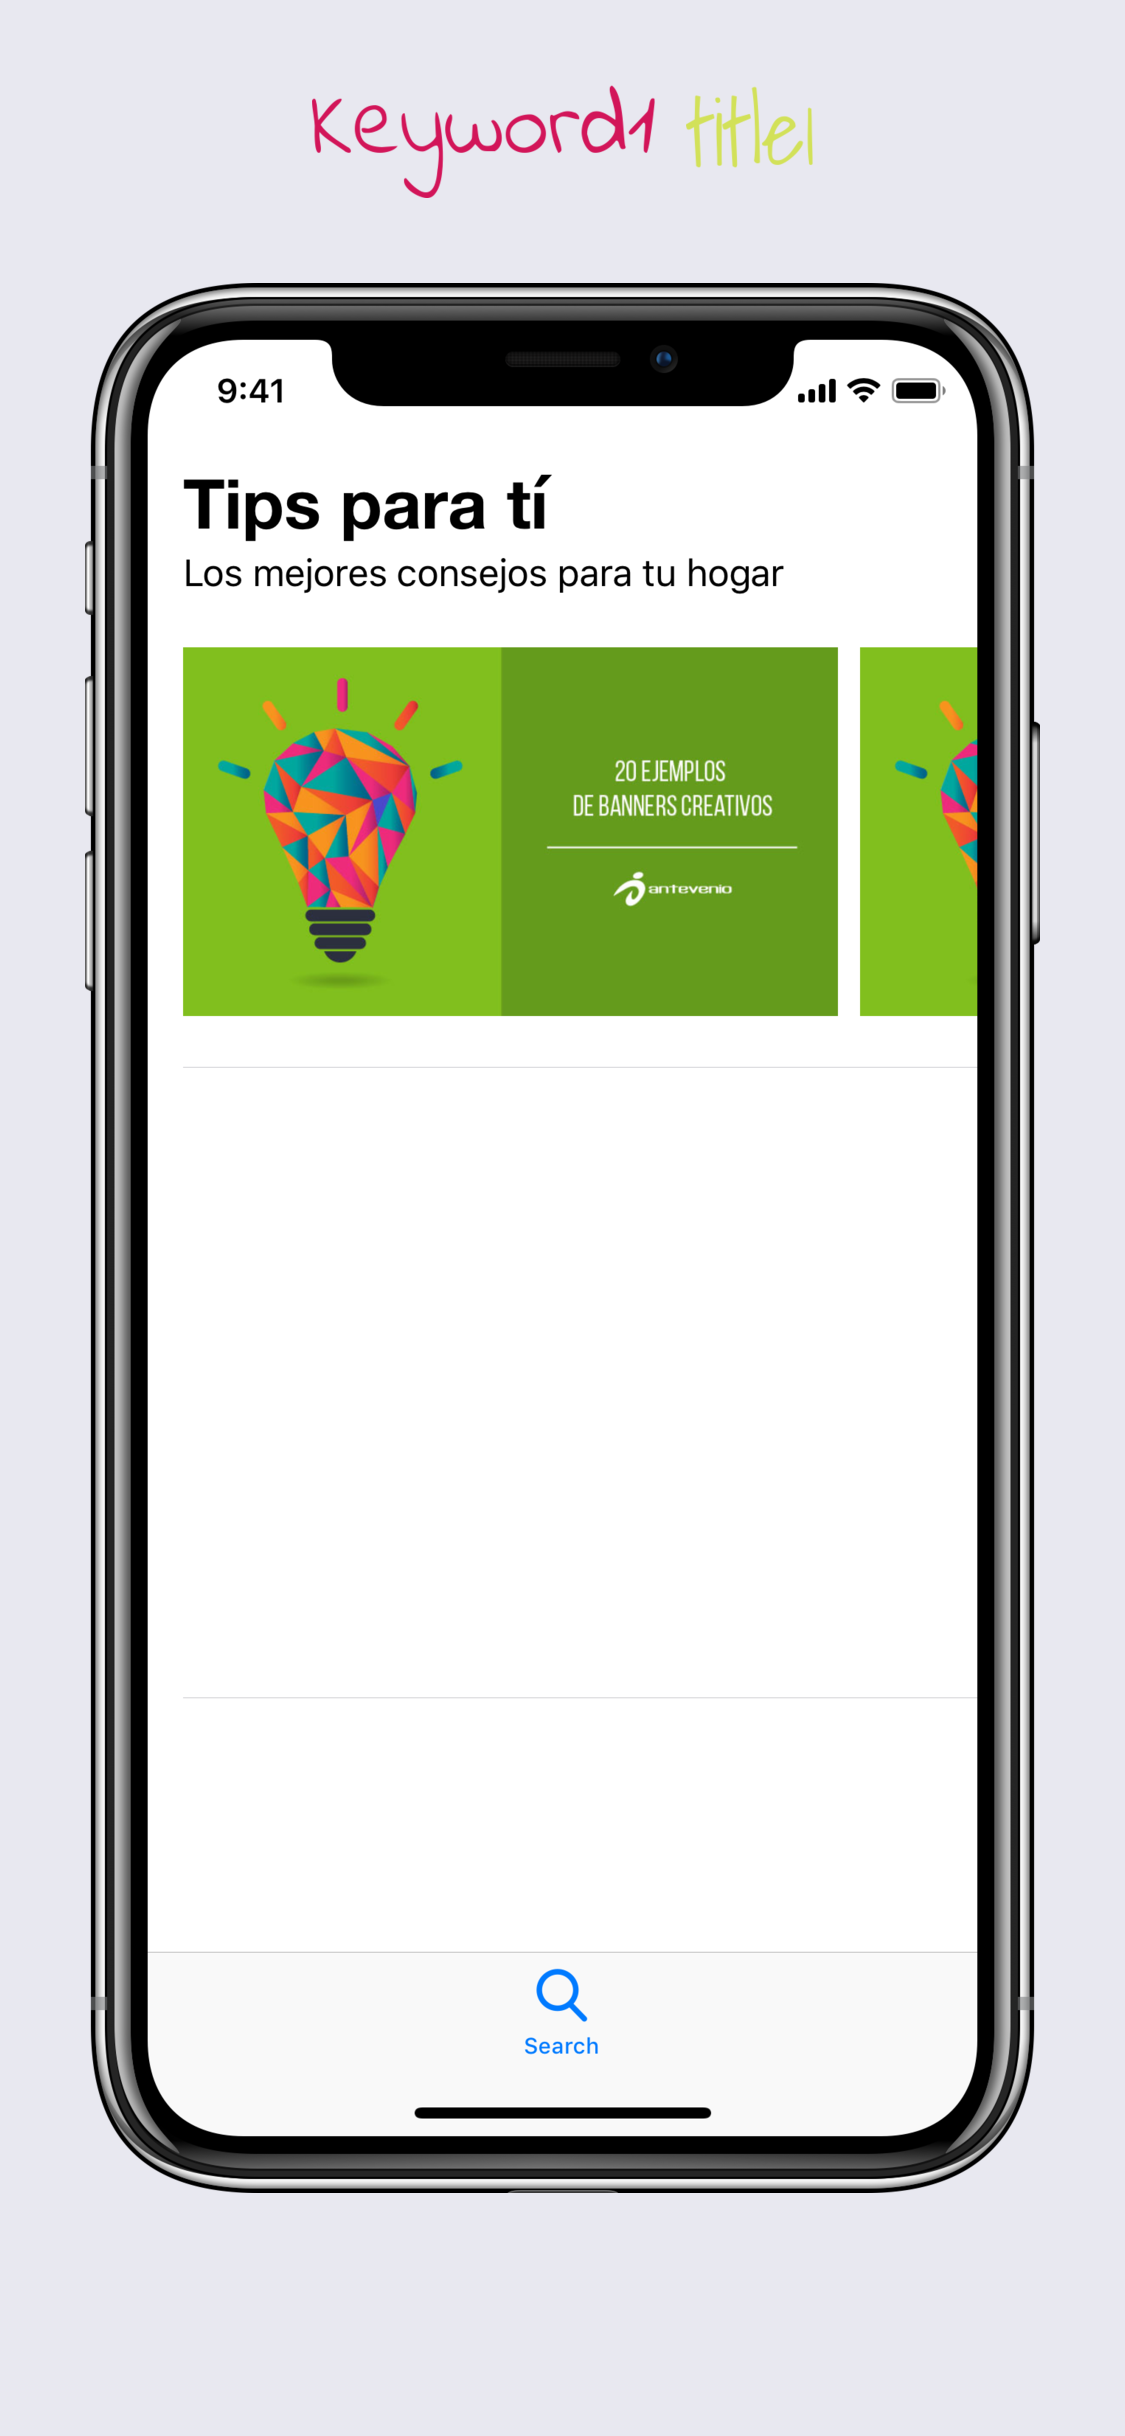 Keyword1 title1
9:41
Tips para tí
Los mejores consejos para tu hogar
20 EJEMPLOS
DE BANNERS CREATIVOS
antevenio
Search